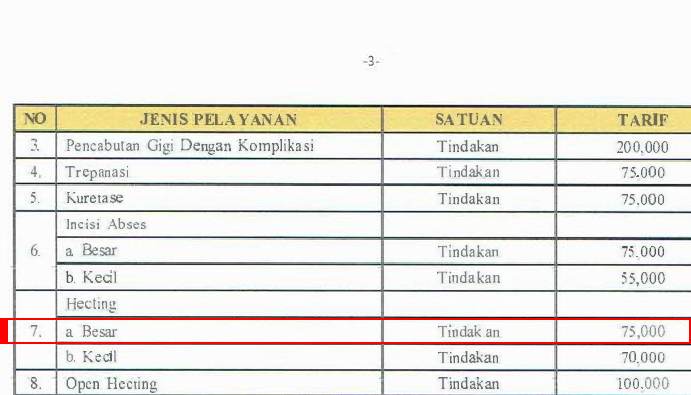 -3-
NO JENIS PELAYANAN SATUAN TARIF
3. Pencabutan Gigi Dengan Komplikasi Tindakan 200,000
4. Trepanasi Tindakan 75,000
5. Kuretase Tindakan 75,000
Incisi Abses
6. a. Besar Tindakan 75,000
b. Kecil Tindakan 55,000
Hecting
7. a. Besar Tindakan 75,000
b. Kecil Tindakan 70,000
8. Open Hecting Tindakan 100,000